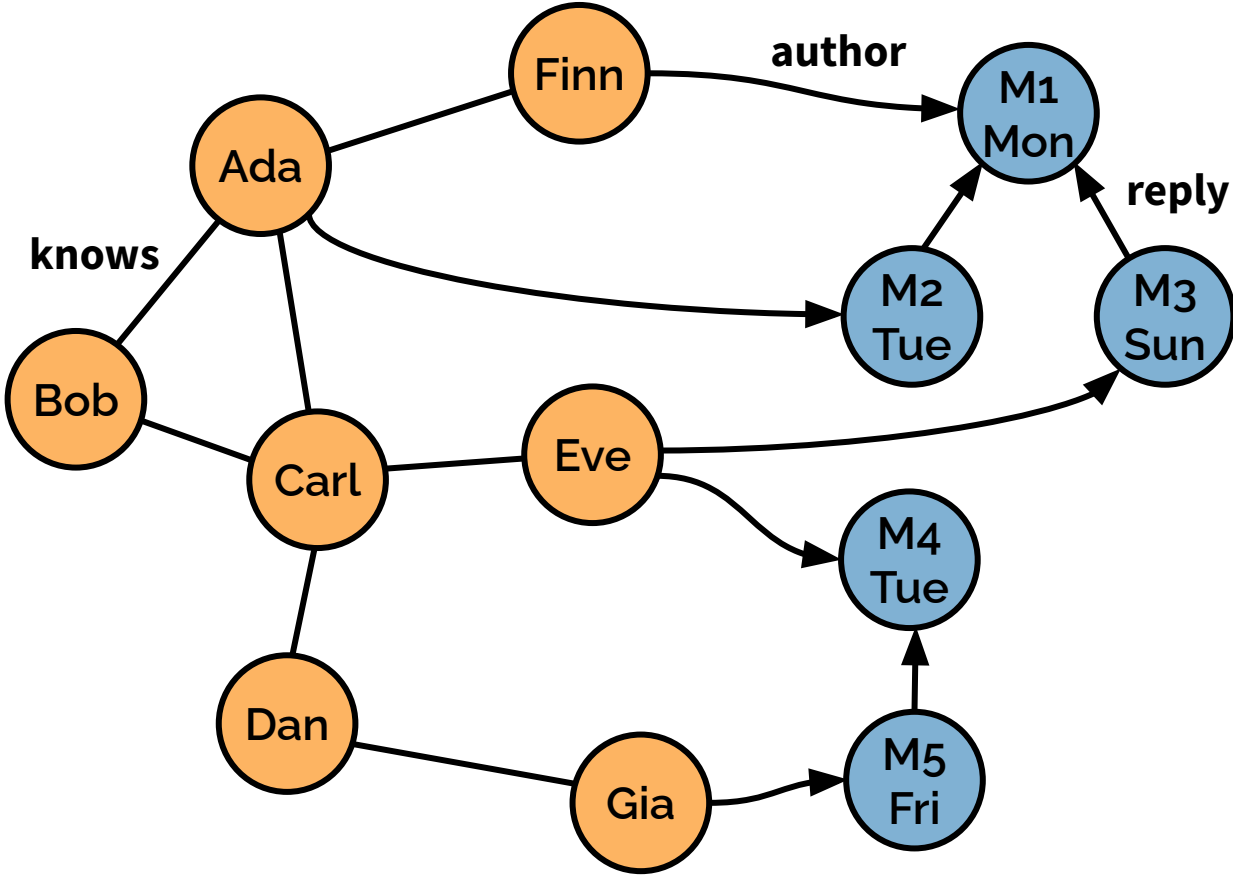 Finn
author
M1
Mon
Ada
reply
knows
M2
Tue
M3
Sun
Bob
Carl
Eve
M4
Tue
Dan
Gia
M5
Fri